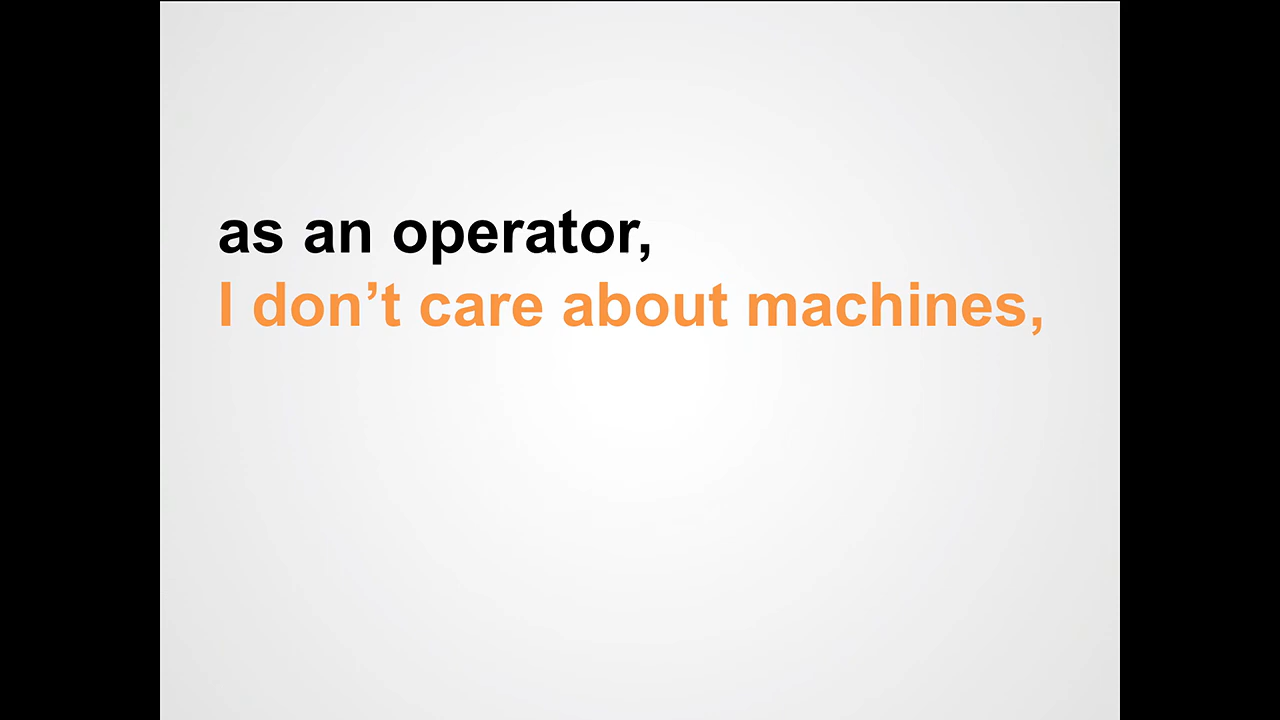 as an operator,
I don’t care about machines,